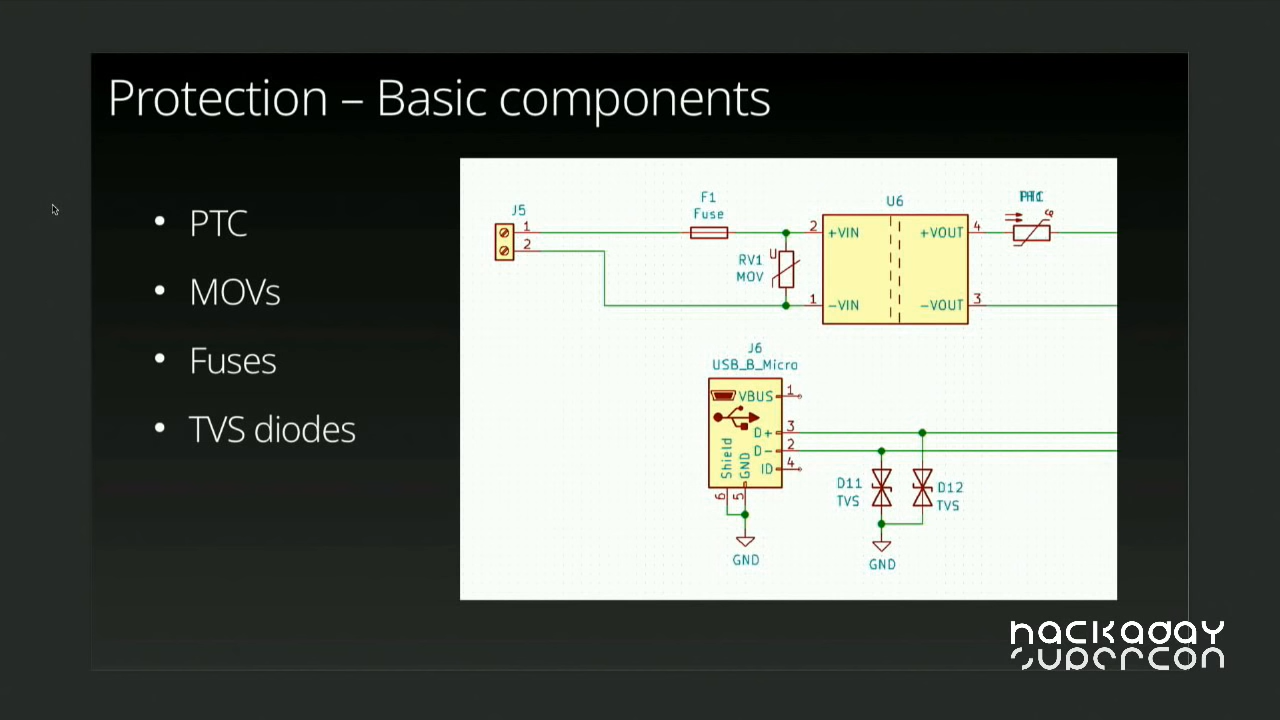 Protection – Basic components
• PTC
• MOVs
• Fuses
• TVS diodes
J5
1
2
F1
Fuse
RV1
MOV
U
U6
2
+VIN
1
−VIN
+VOUT
4
−VOUT
3
PTC
J6
USB_B_Micro
VBUS
1
D+
3
D−
2
ID
4
Shield
GND
6
5
GND
D11
TVS
D12
TVS
GND
hackaday
supercon